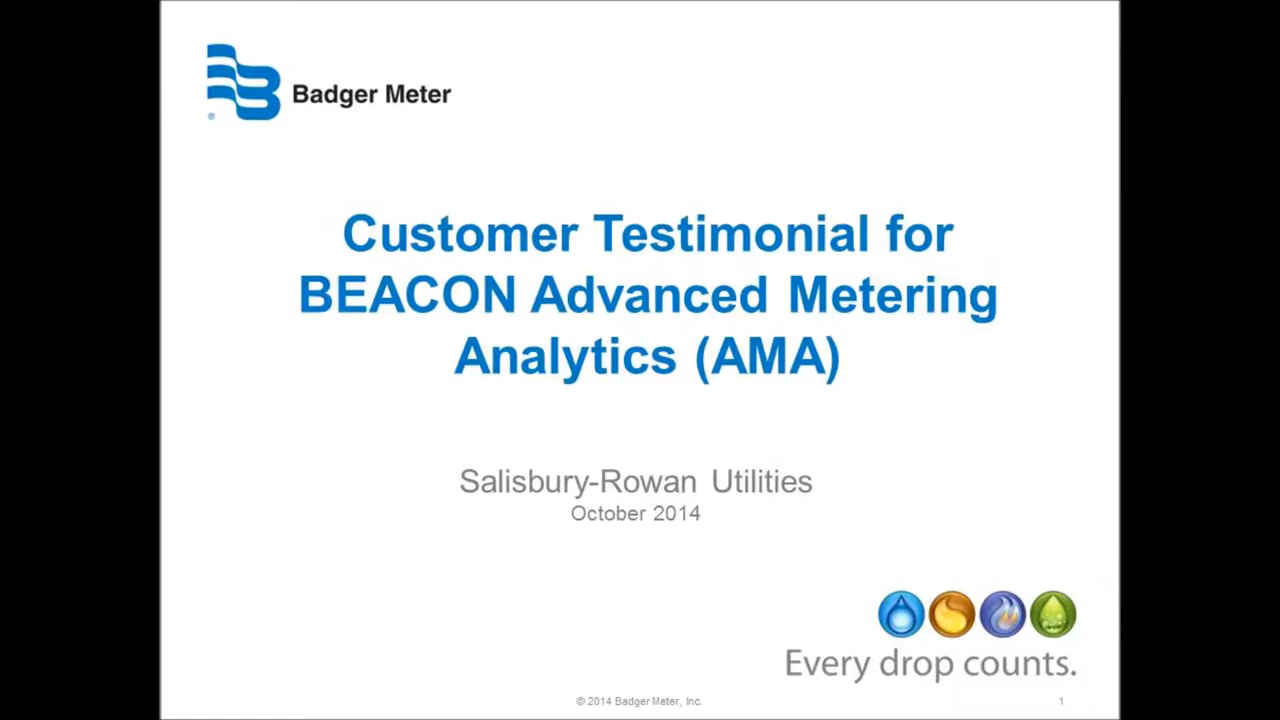 Badger Meter
®
Customer Testimonial for
BEACON Advanced Metering
Analytics (AMA)
Salisbury-Rowan Utilities
October 2014
Every drop counts.
© 2014 Badger Meter, Inc.
1